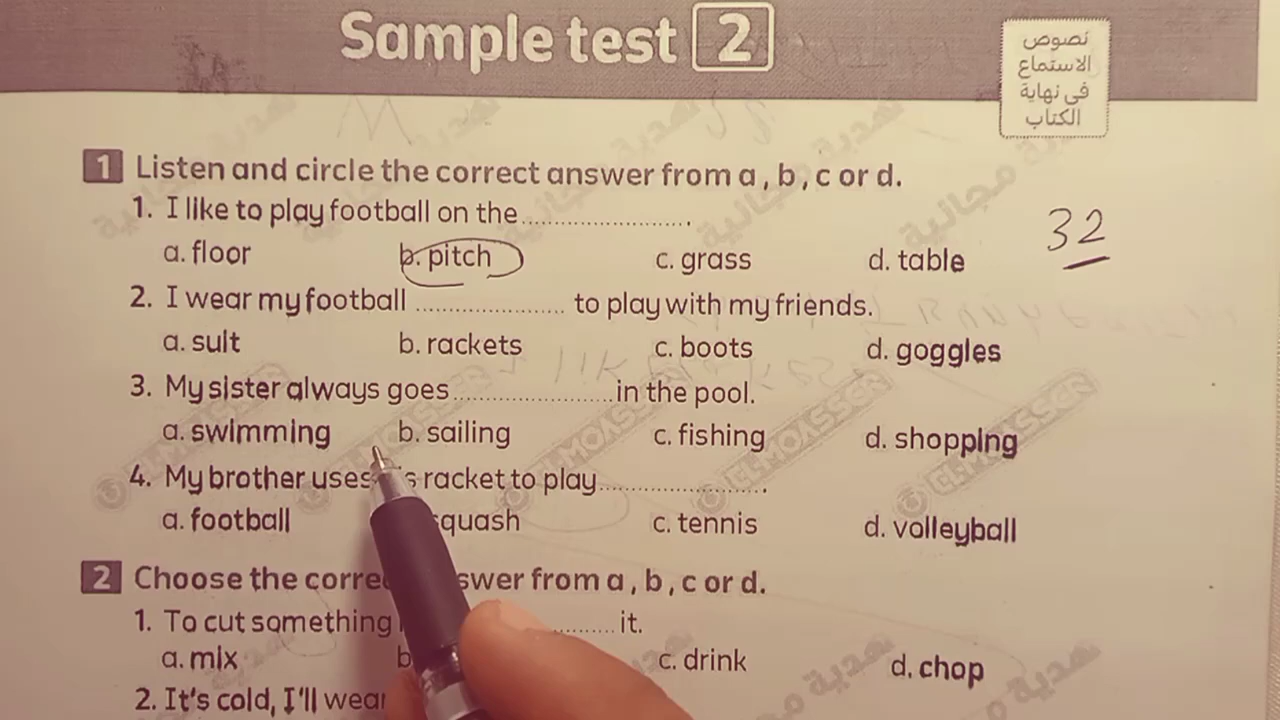 Sample test 2
نصوص
الاستماع
فى نهاية
الكتاب
1 Listen and circle the correct answer from a , b , c or d.
32
1. I like to play football on the ........................ .
a. floor b. pitch c. grass d. table
2. I wear my football ...................... to play with my friends.
a. suit b. rackets c. boots d. goggles
3. My sister always goes ...................... in the pool.
a. swimming b. sailing c. fishing d. shopping
4. My brother uses racket to play ........................ .
a. football squash c. tennis d. volleyball
2 Choose the answer from a , b , c or d.
1. To cut something .......... it.
a. mix b c. drink d. chop
2. It's cold, I'll wear